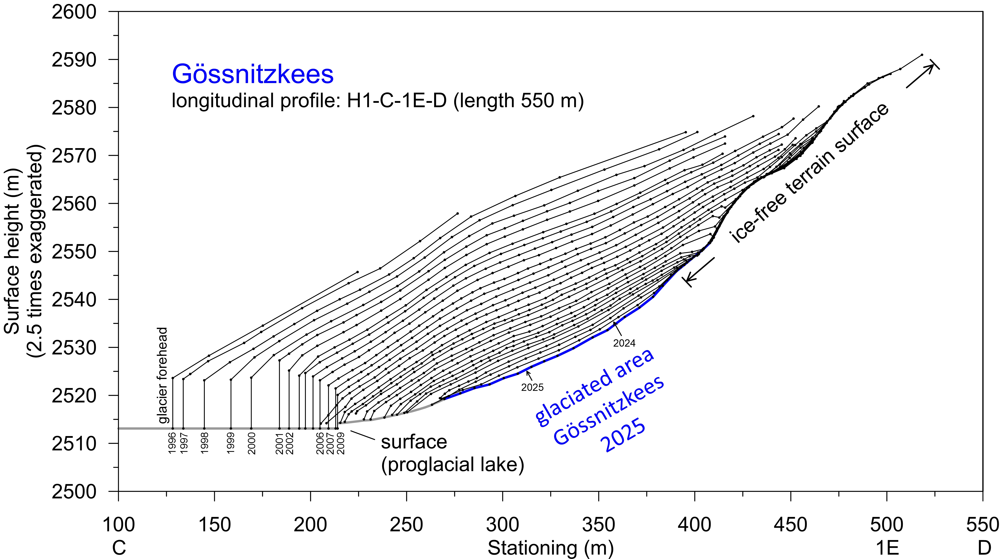 2600
2590
2580
2570
2560
2550
2540
2530
2520
2510
2500
Surface height (m)
(2.5 times exaggerated)
Gössnitzkees
longitudinal profile: H1-C-1E-D (length 550 m)
ice-free terrain surface
glacier forehead
2024
2025
glaciated area
Gössnitzkees
2025
1996
1997
1998
1999
2000
2001
2002
2006
2007
2009
surface
(proglacial lake)
100 150 200 250 300 350 400 450 500 550
C Stationing (m) 1E D